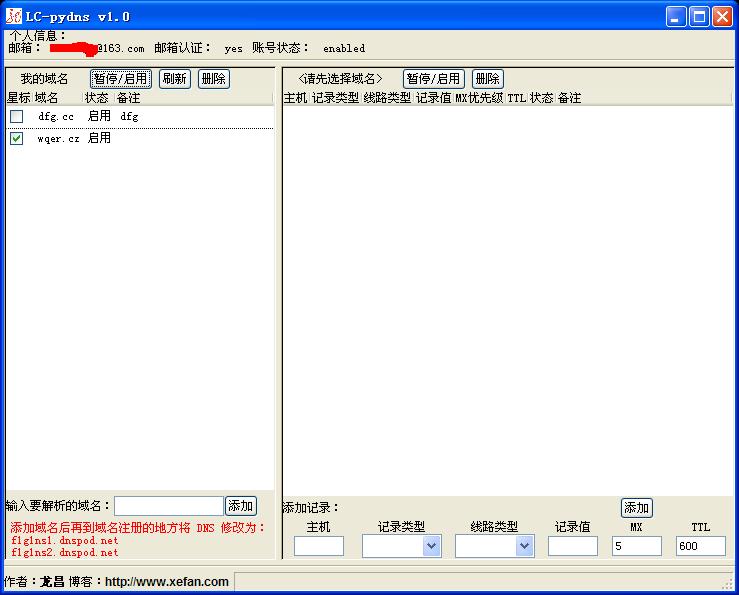 LC-pydns v1.0
个人信息：
邮箱： @163.com 邮箱认证： yes 账号状态： enabled
我的域名 暂停/启用 刷新 删除
星标 域名 状态 备注
dfg.cc 启用 dfg
wqer.cz 启用
输入要解析的域名： 添加
添加域名后再到域名注册的地方将 DNS 修改为：
f1g1ns1.dnspod.net
f1g1ns2.dnspod.net
<请先选择域名> 暂停/启用 删除
主机 记录类型 线路类型 记录值 MX优先级 TTL 状态 备注
添加记录： 添加
主机 记录类型 线路类型 记录值 MX TTL
5 600
作者：龙昌 博客：http://www.xefan.com